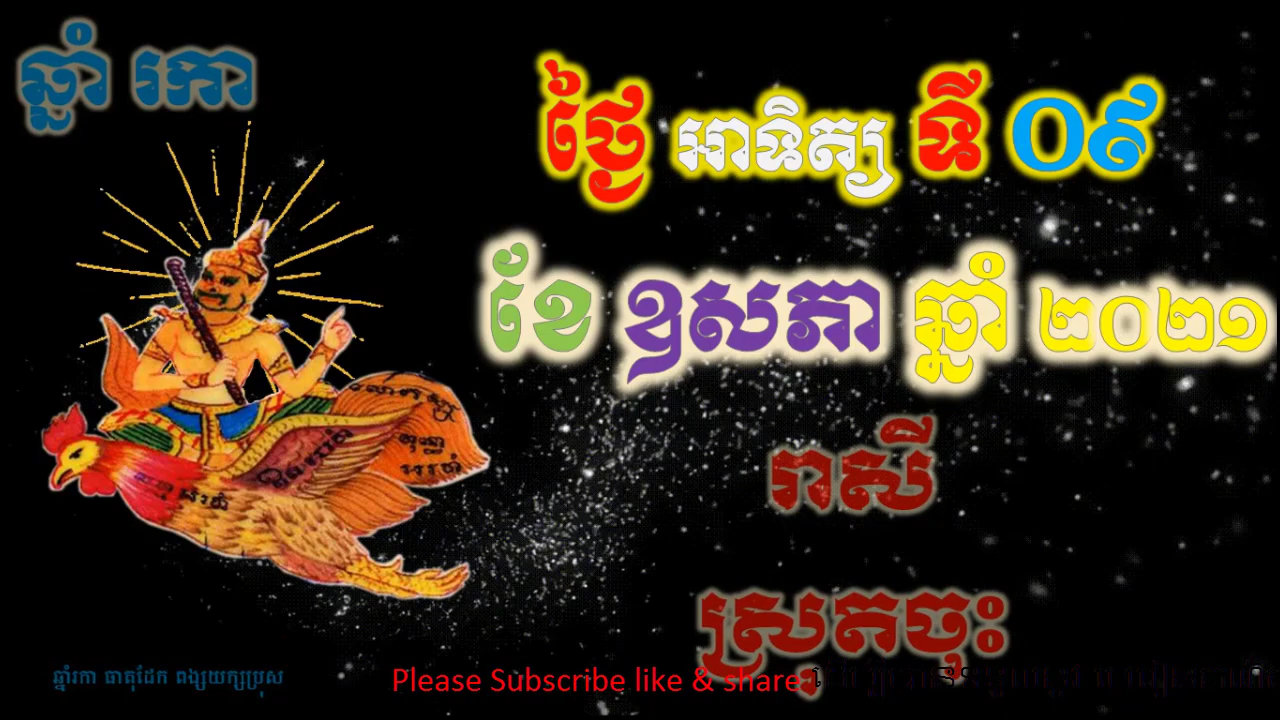 ឆ្នាំ រកា
ថ្ងៃ អាទិត្យ ទី ០៩
ខែ ឧសភា ឆ្នាំ ២០២១
រាសី
ស្រុតចុះ
ឆ្នាំរកា ធាតុដែក ពង្សយក្សប្រុស
Please Subscribe like & share